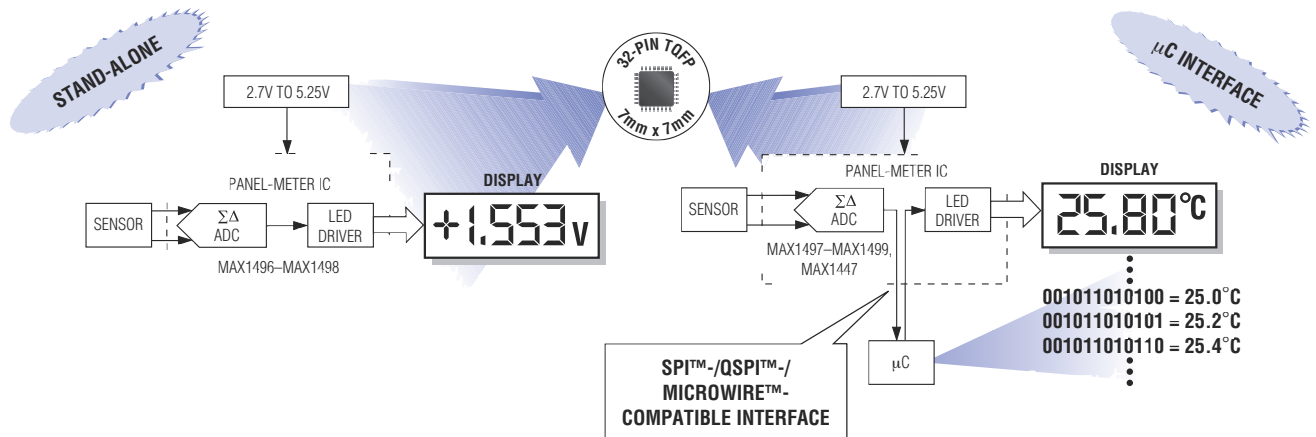 STAND-ALONE
2.7V TO 5.25V
PANEL-METER IC
SENSOR
ΣΔ
ADC
LED
DRIVER
DISPLAY
+1.553V
MAX1496–MAX1498
32-PIN TQFP
7mm x 7mm
µC INTERFACE
2.7V TO 5.25V
PANEL-METER IC
SENSOR
ΣΔ
ADC
LED
DRIVER
DISPLAY
25.80°C
MAX1497–MAX1499,
MAX1447
001011010100 = 25.0°C
001011010101 = 25.2°C
001011010110 = 25.4°C
µC
SPI™-/QSPI™-/
MICROWIRE™-
COMPATIBLE INTERFACE